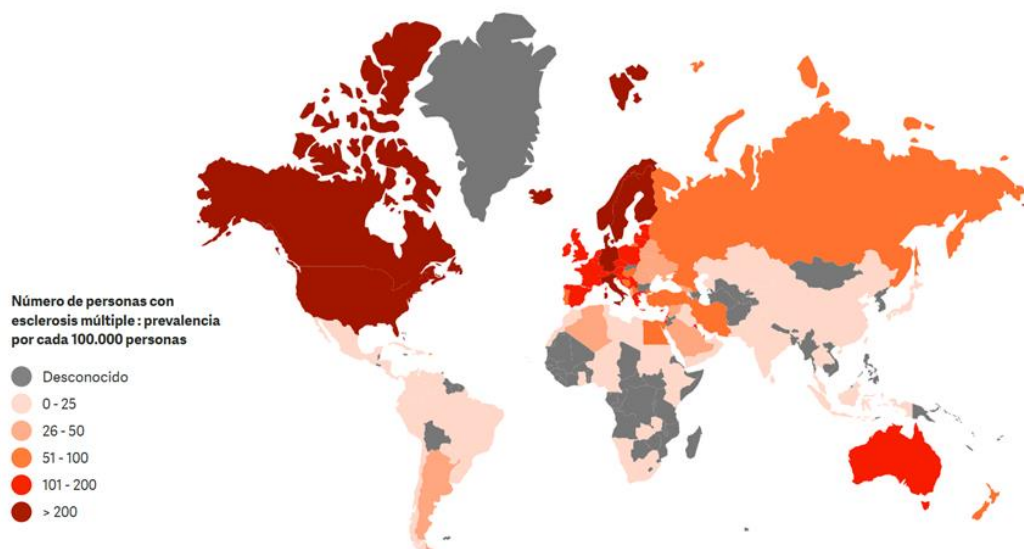 Número de personas con
esclerosis múltiple : prevalencia
por cada 100.000 personas
Desconocido
0 - 25
26 - 50
51 - 100
101 - 200
> 200